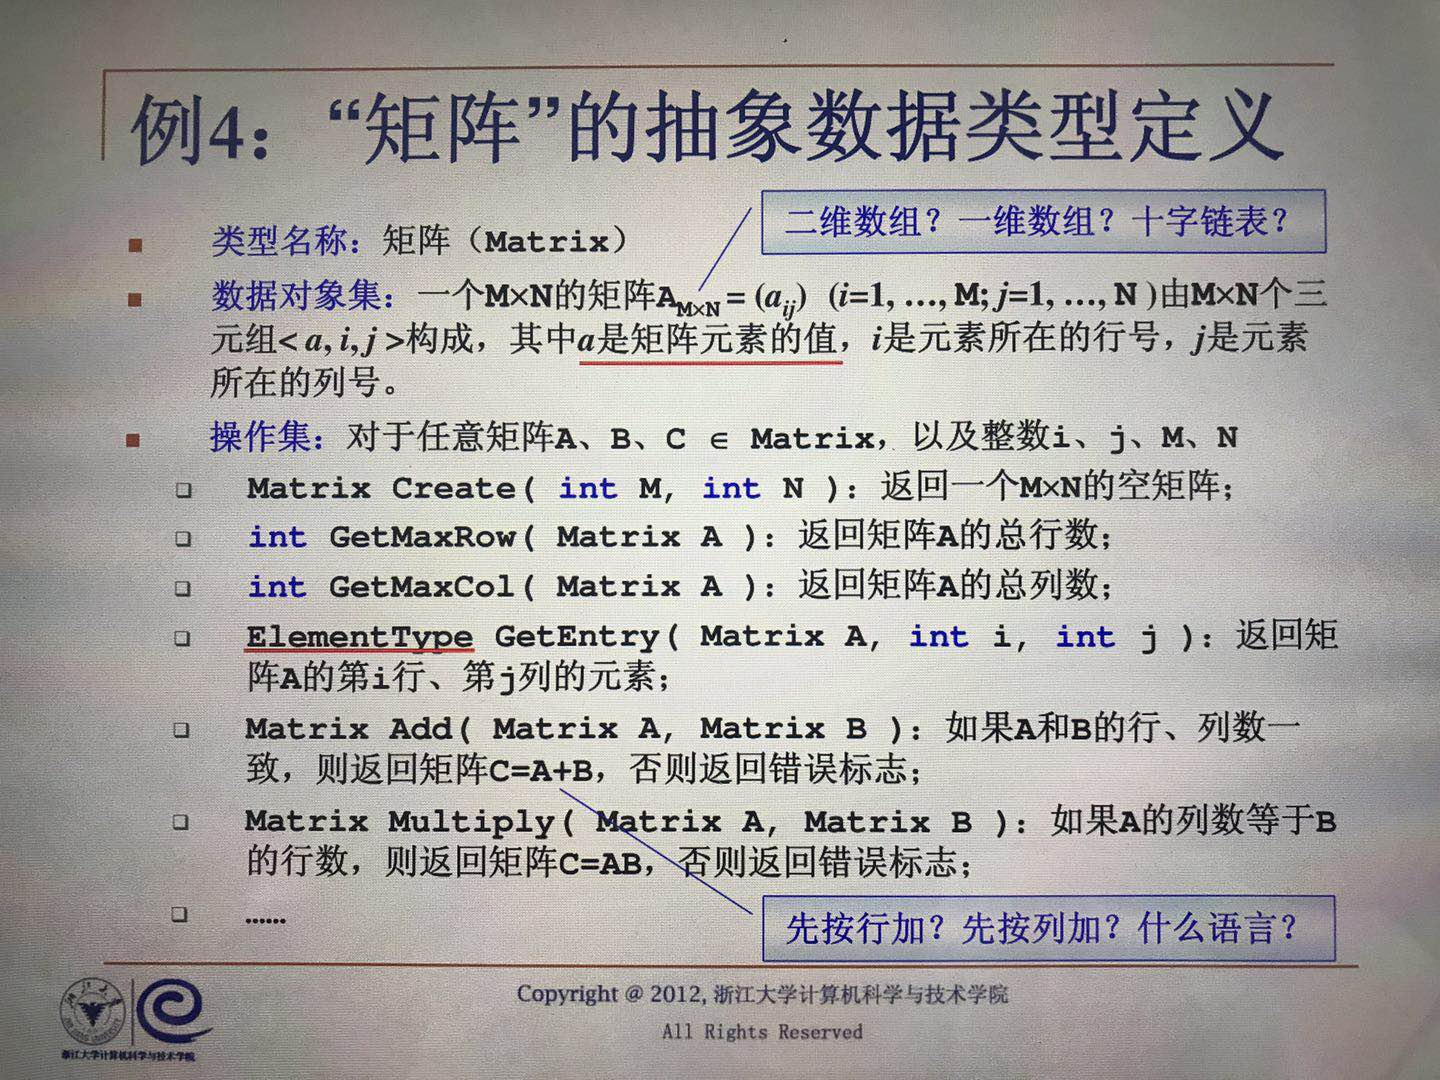 例4：“矩阵”的抽象数据类型定义
二维数组？一维数组？十字链表？
类型名称：矩阵（Matrix）
数据对象集：一个M×N的矩阵A_{M×N} = (a_{ij}) (i=1, …, M; j=1, …, N )由M×N个三
元组< a, i, j >构成，其中a是矩阵元素的值，i是元素所在的行号，j是元素
所在的列号。
操作集：对于任意矩阵A、B、C ∈ Matrix，以及整数i、j、M、N
Matrix Create( int M, int N )：返回一个M×N的空矩阵；
int GetMaxRow( Matrix A )：返回矩阵A的总行数；
int GetMaxCol( Matrix A )：返回矩阵A的总列数；
ElementType GetEntry( Matrix A, int i, int j )：返回矩
阵A的第i行、第j列的元素；
Matrix Add( Matrix A, Matrix B )：如果A和B的行、列数一
致，则返回矩阵C=A+B，否则返回错误标志；
Matrix Multiply( Matrix A, Matrix B )：如果A的列数等于B
的行数，则返回矩阵C=AB，否则返回错误标志；
……
先按行加？先按列加？什么语言？
Copyright @ 2012, 浙江大学计算机科学与技术学院
All Rights Reserved
浙江大学计算机科学与技术学院